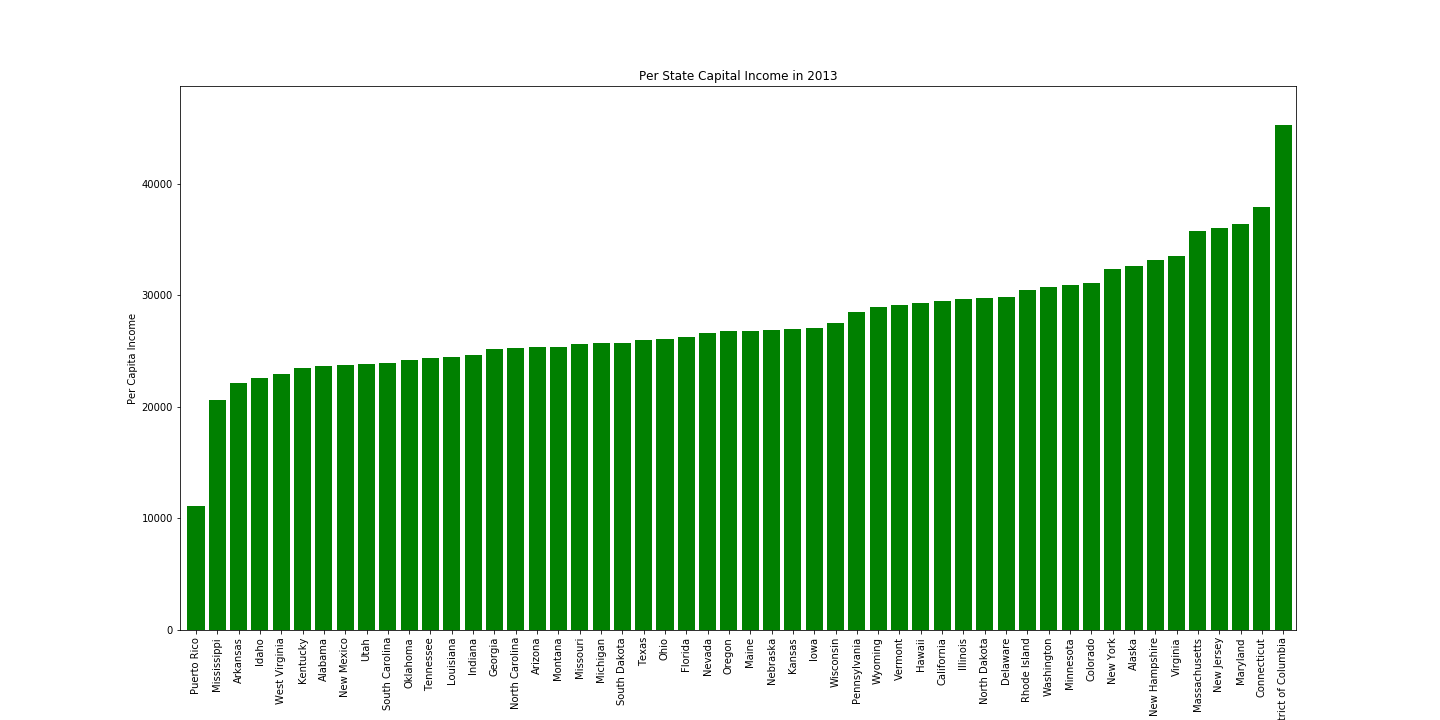 Per State Capital Income in 2013
Per Capita Income
40000
30000
20000
10000
0
Puerto Rico
Mississippi
Arkansas
Idaho
West Virginia
Kentucky
Alabama
New Mexico
Utah
South Carolina
Oklahoma
Tennessee
Louisiana
Indiana
Georgia
North Carolina
Arizona
Montana
Missouri
Michigan
South Dakota
Texas
Ohio
Florida
Nevada
Oregon
Maine
Nebraska
Kansas
Iowa
Wisconsin
Pennsylvania
Wyoming
Vermont
Hawaii
California
Illinois
North Dakota
Delaware
Rhode Island
Washington
Minnesota
Colorado
New York
Alaska
New Hampshire
Virginia
Massachusetts
New Jersey
Maryland
Connecticut
trict of Columbia